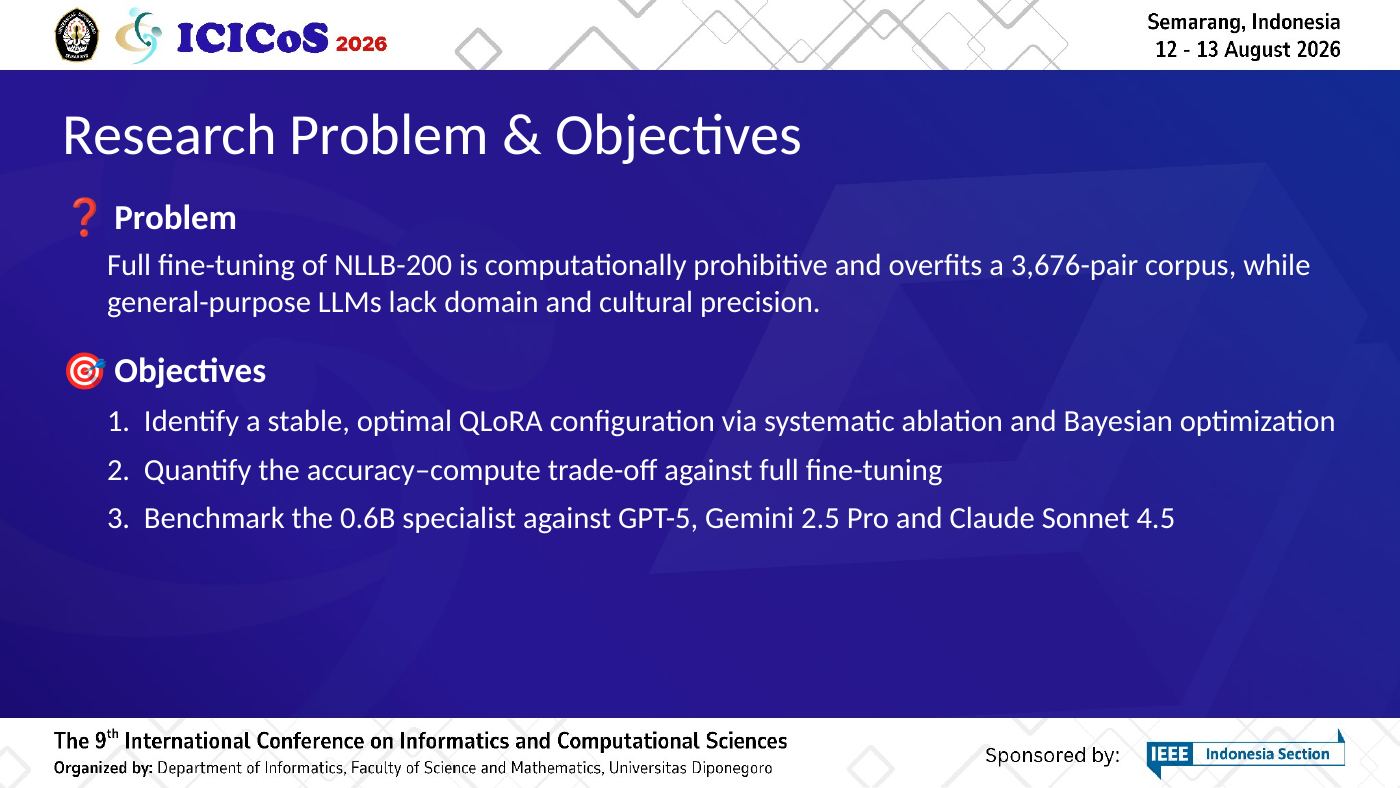 ICICoS 2026
Semarang, Indonesia
12 - 13 August 2026
Research Problem & Objectives
❓ Problem
Full fine-tuning of NLLB-200 is computationally prohibitive and overfits a 3,676-pair corpus, while
general-purpose LLMs lack domain and cultural precision.
🎯 Objectives
1. Identify a stable, optimal QLoRA configuration via systematic ablation and Bayesian optimization
2. Quantify the accuracy–compute trade-off against full fine-tuning
3. Benchmark the 0.6B specialist against GPT-5, Gemini 2.5 Pro and Claude Sonnet 4.5
The 9th International Conference on Informatics and Computational Sciences
Organized by: Department of Informatics, Faculty of Science and Mathematics, Universitas Diponegoro
Sponsored by:
IEEE Indonesia Section